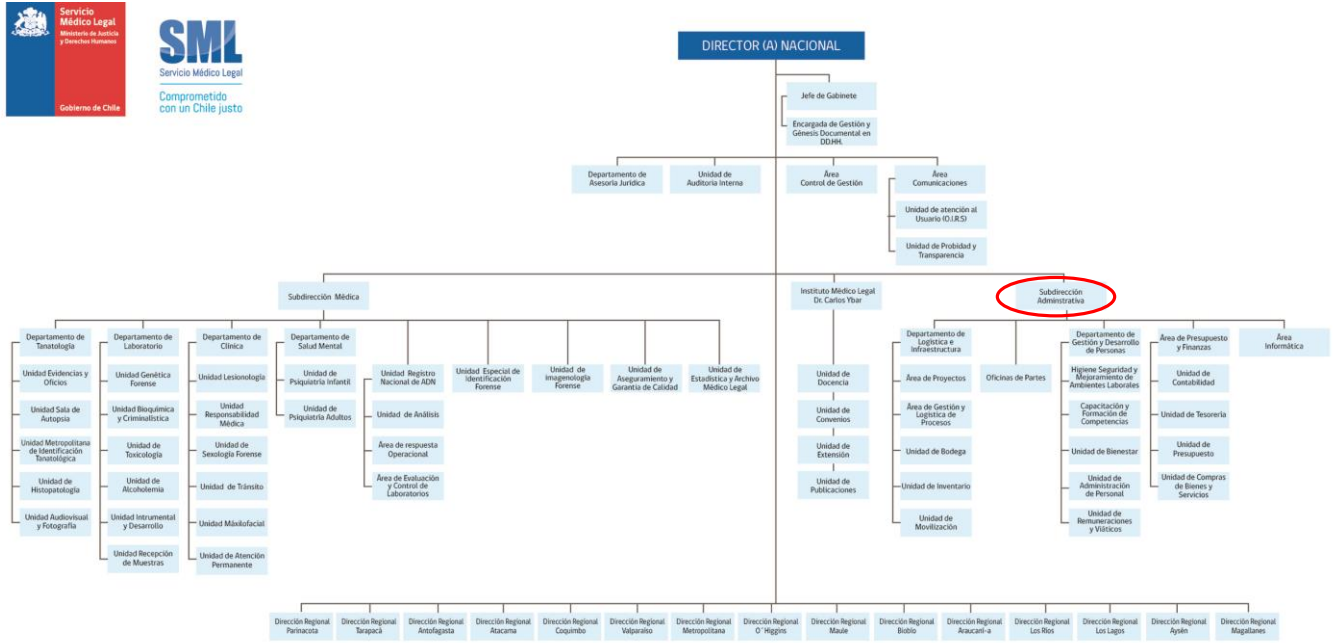 Servicio
Médico Legal
Ministerio de Justicia
y Derechos Humanos
Gobierno de Chile
SML
Servicio Médico Legal
Comprometido
con un Chile justo
DIRECTOR (A) NACIONAL
Jefe de Gabinete
Encargada de Gestión y
Génesis Documental en
DD.HH.
Departamento de
Asesoría Jurídica
Unidad de
Auditoria Interna
Área
Control de Gestión
Área
Comunicaciones
Unidad de atención al
Usuario (O.I.R.S)
Unidad de Probidad y
Transparencia
Subdirección Médica
Instituto Médico Legal
Dr. Carlos Ybar
Subdirección
Adminstrativa
Departamento de
Tanatología
Unidad Evidencias y
Oficios
Unidad Sala de
Autopsia
Unidad Metropolitana
de Identificación
Tanatológica
Unidad de
Histopatología
Unidad Audiovisual
y Fotografía
Departamento de
Laboratorio
Unidad Genética
Forense
Unidad Bioquímica
y Criminalística
Unidad de
Toxicología
Unidad de
Alcoholemia
Unidad Intrumental
y Desarrollo
Unidad Recepción
de Muestras
Departamento de
Clínica
Unidad Lesionología
Unidad
Responsabilidad
Médica
Unidad de
Sexología Forense
Unidad de Tránsito
Unidad Máxilofacial
Unidad de Atención
Permanente
Departamento de
Salud Mental
Unidad de
Psiquiatría Infantil
Unidad de
Psiquiatría Adultos
Unidad Registro
Nacional de ADN
Unidad de Análisis
Área de respuesta
Operacional
Área de Evaluación
y Control de
Laboratorios
Unidad Especial de
Identificación
Forense
Unidad de
Imagenología
Forense
Unidad de
Aseguramiento y
Garantía de Calidad
Unidad de
Estadística y Archivo
Médico Legal
Unidad de
Docencia
Unidad de
Convenios
Unidad de
Extensión
Unidad de
Publicaciones
Departamento de
Logística e
Infraestructura
Área de Proyectos
Área de Gestión y
Logística de
Procesos
Unidad de Bodega
Unidad de Inventario
Unidad de
Movilización
Oficinas de Partes
Departamento de
Gestión y Desarrollo
de Personas
Higiene Seguridad y
Mejoramiento de
Ambientes Laborales
Capacitación y
Formación de
Competencias
Unidad de Bienestar
Unidad de
Administración
de Personal
Unidad de
Remuneraciones
y Viáticos
Área de Presupuesto
y Finanzas
Unidad de
Contabilidad
Unidad de Tesorería
Unidad de
Presupuesto
Unidad de Compras
de Bienes y
Servicios
Área
Informática
Dirección Regional
Parinacota
Dirección Regional
Tarapacá
Dirección Regional
Antofagasta
Dirección Regional
Atacama
Dirección Regional
Coquimbo
Dirección Regional
Valparaíso
Dirección Regional
Metropolitana
Dirección Regional
O´Higgins
Dirección Regional
Maule
Dirección Regional
Biobío
Dirección Regional
Araucarí-a
Dirección Regional
Los Ríos
Dirección Regional
Los Lagos
Dirección Regional
Aysén
Dirección Regional
Magallanes